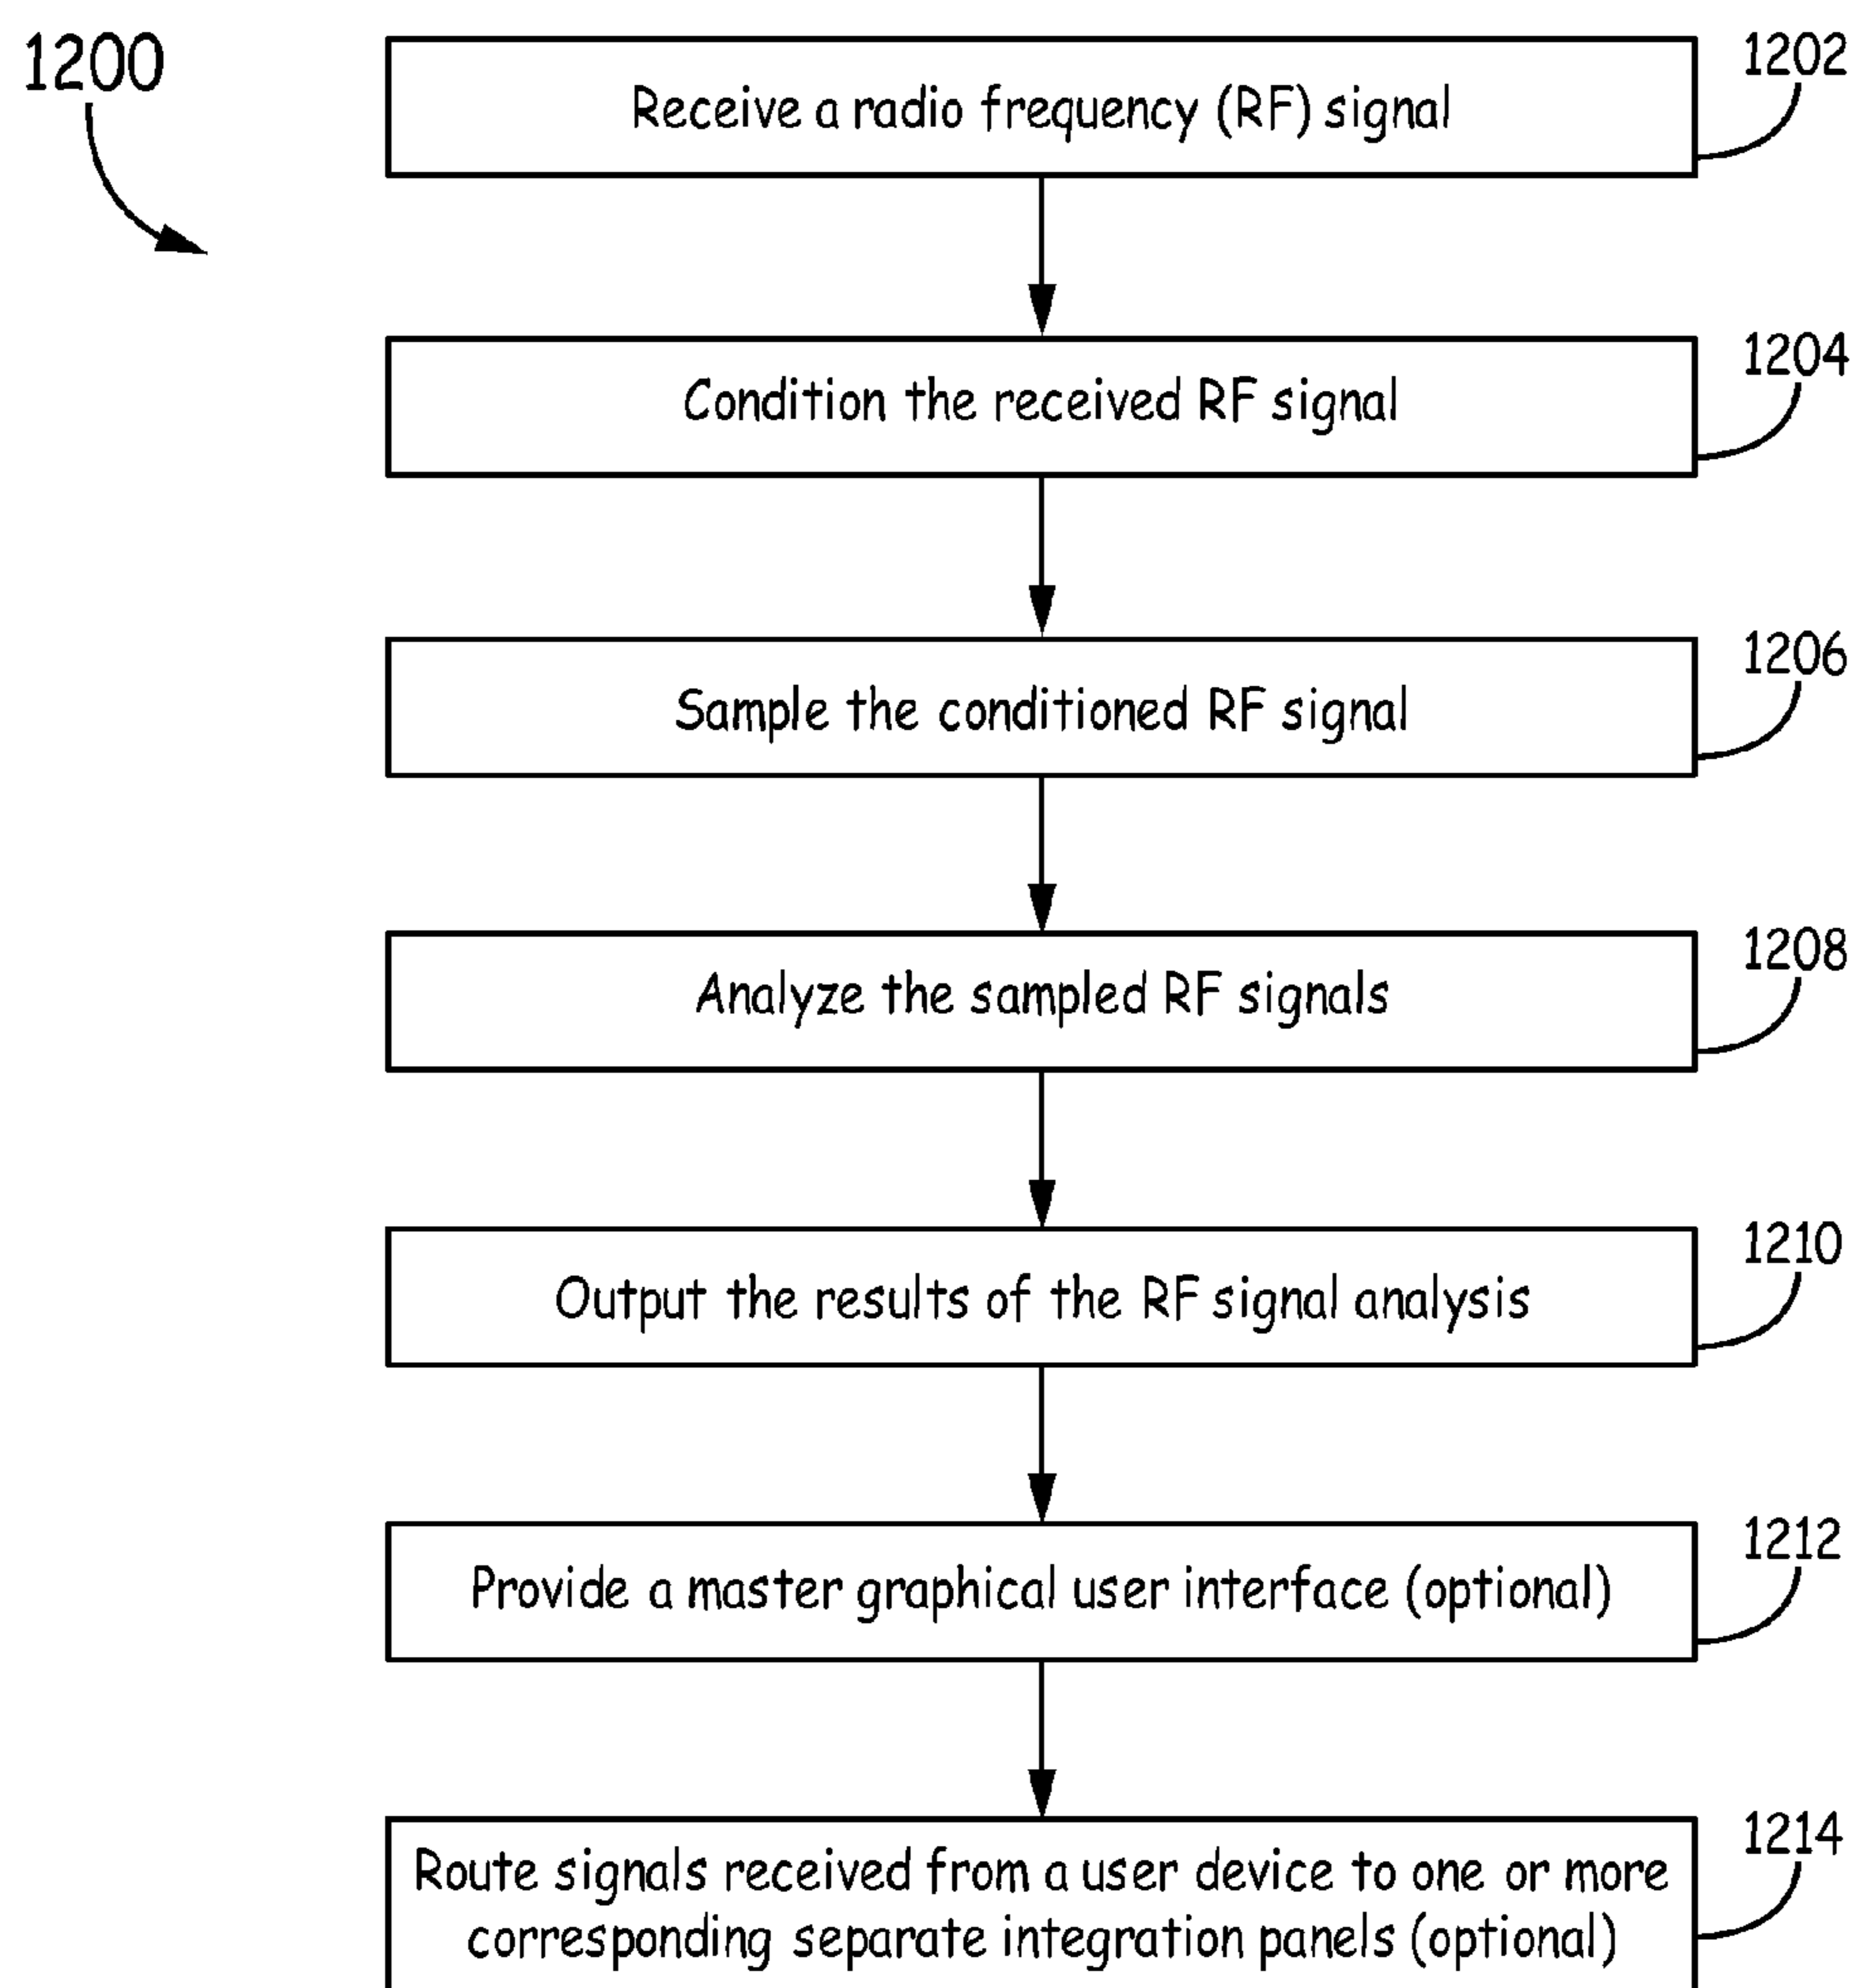 1200
Receive a radio frequency (RF) signal
1202
Condition the received RF signal
1204
Sample the conditioned RF signal
1206
Analyze the sampled RF signals
1208
Output the results of the RF signal analysis
1210
Provide a master graphical user interface (optional)
1212
Route signals received from a user device to one or more
corresponding separate integration panels (optional)
1214